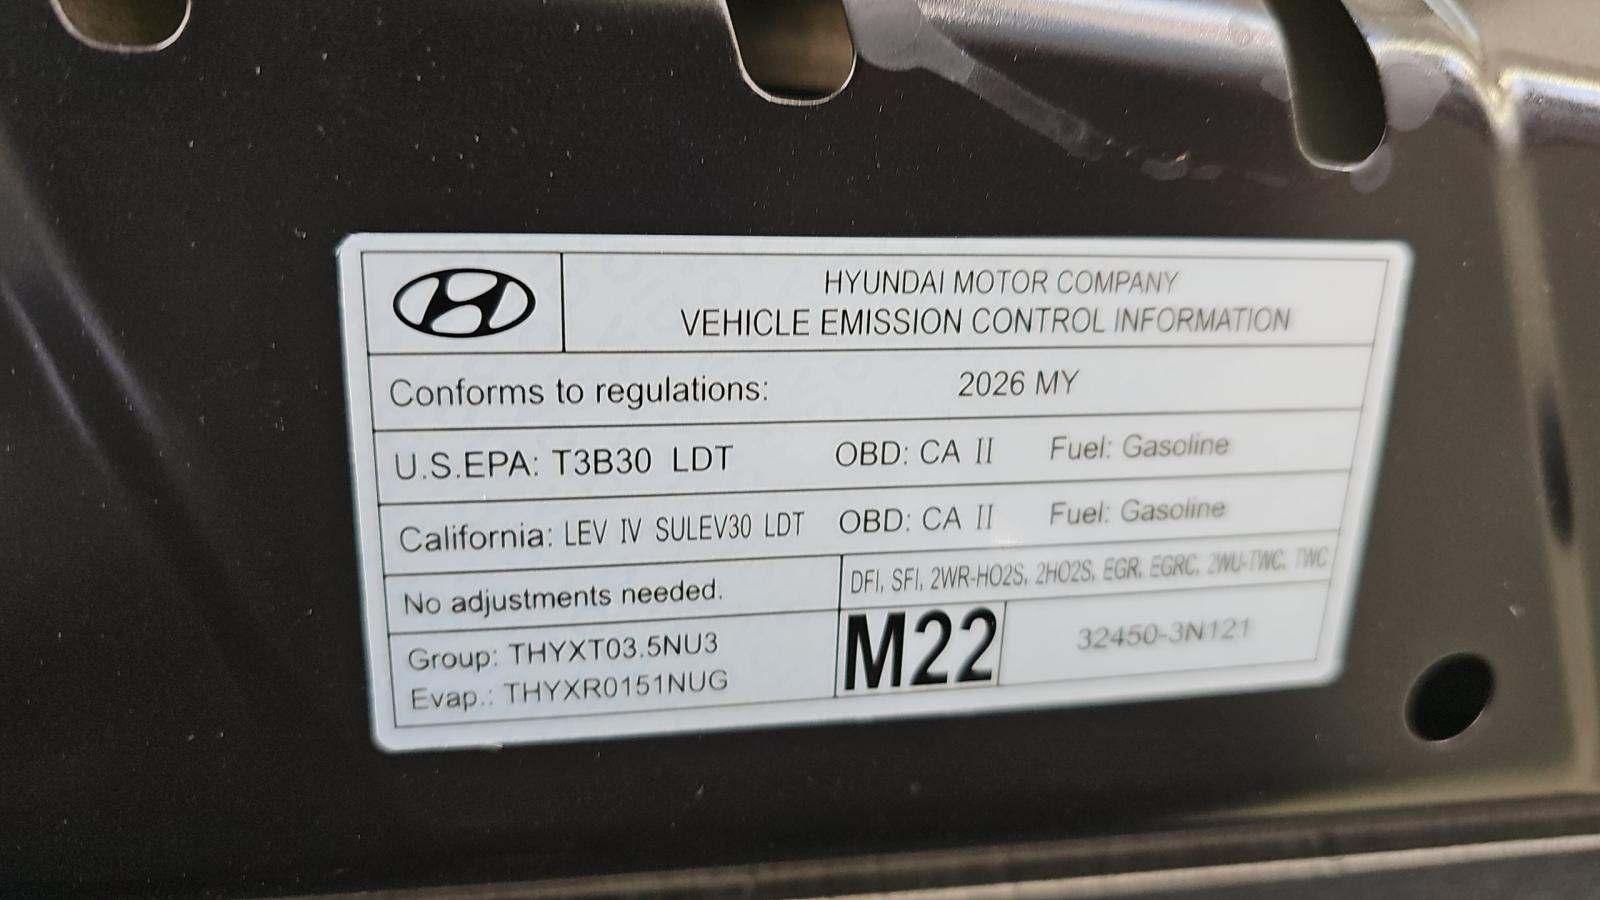 HYUNDAI MOTOR COMPANY
VEHICLE EMISSION CONTROL INFORMATION
Conforms to regulations: 2026 MY
U.S.EPA: T3B30 LDT OBD: CA II Fuel: Gasoline
California: LEV IV SULEV30 LDT OBD: CA II Fuel: Gasoline
No adjustments needed.
DFI, SFI, 2WR-HO2S, 2HO2S, EGR, EGRC, 2WU-TWC, TWC
Group: THYXT03.5NU3
Evap.: THYXR0151NUG
M22
32450-3N121